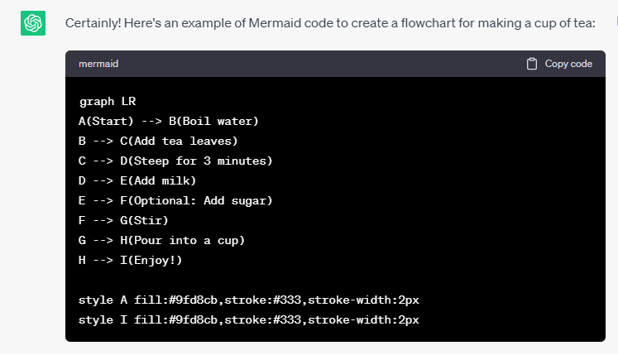 Certainly! Here's an example of Mermaid code to create a flowchart for making a cup of tea:
mermaid
Copy code
graph LR
A(Start) --> B(Boil water)
B --> C(Add tea leaves)
C --> D(Steep for 3 minutes)
D --> E(Add milk)
E --> F(Optional: Add sugar)
F --> G(Stir)
G --> H(Pour into a cup)
H --> I(Enjoy!)
style A fill:#9fd8cb,stroke:#333,stroke-width:2px
style I fill:#9fd8cb,stroke:#333,stroke-width:2px